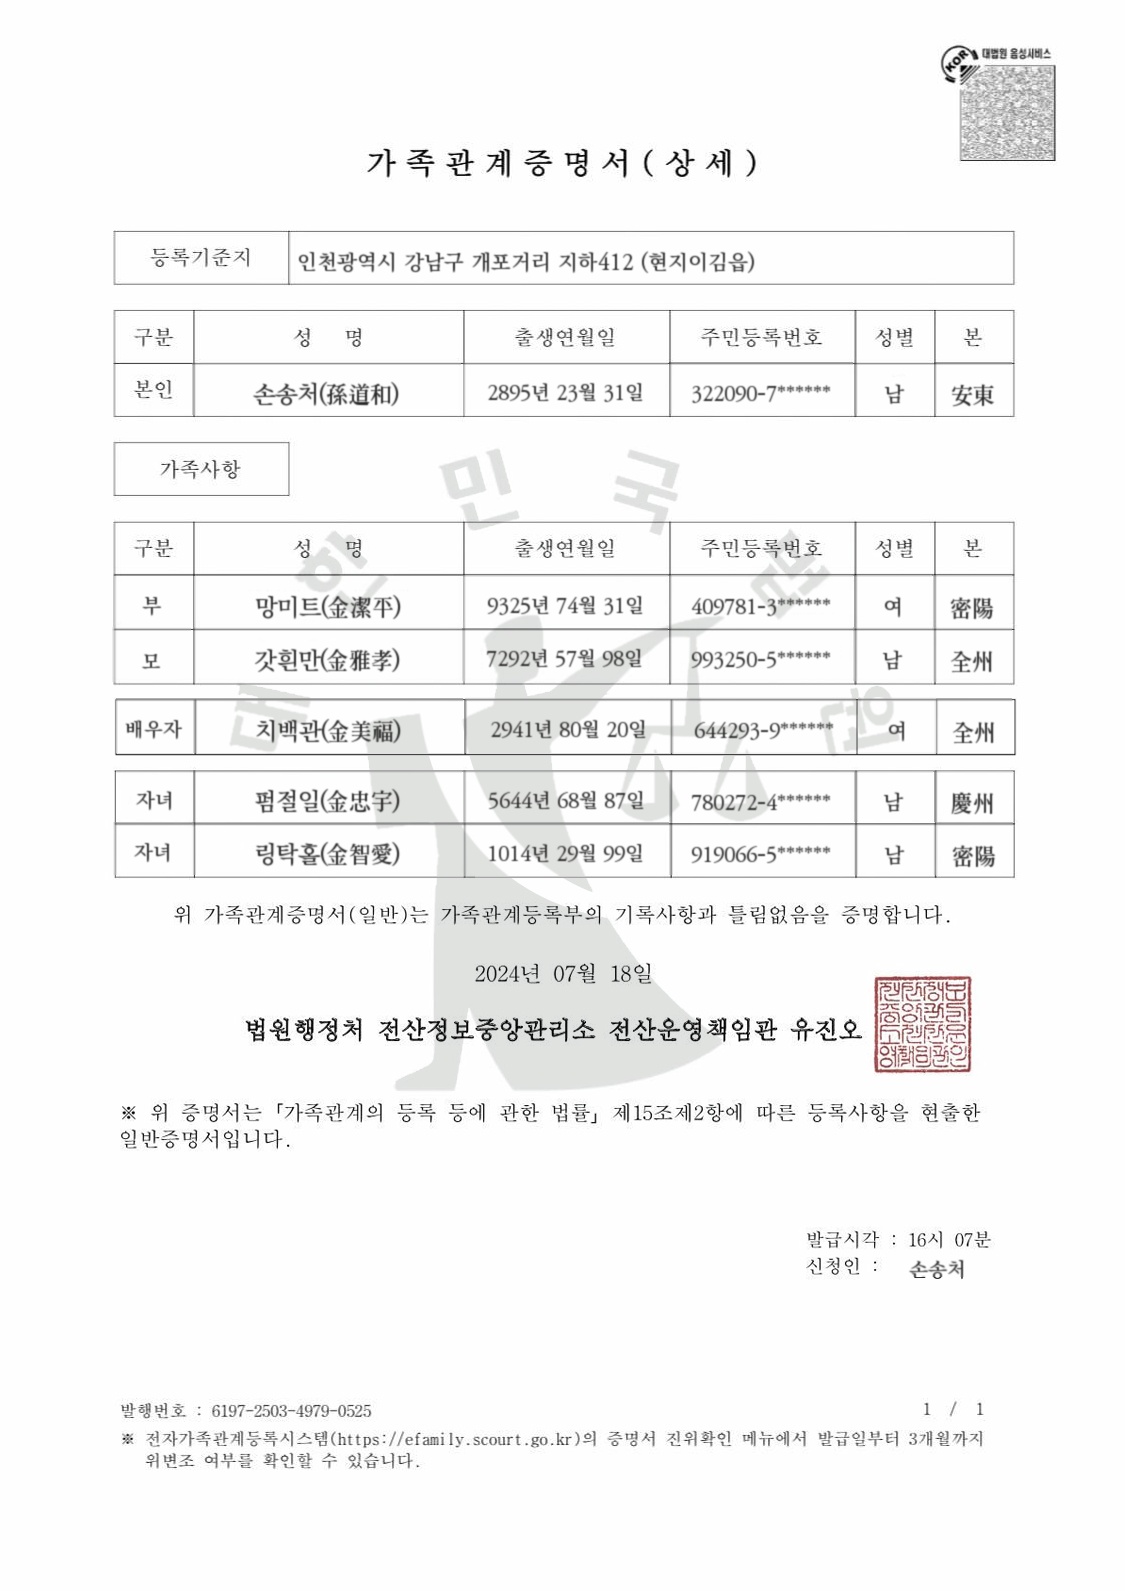 KOR 대법원 음성서비스
가족관계증명서(상세)
등록기준지 인천광역시 강남구 개포거리 지하412 (현지이김읍)
구분 성 명 출생연월일 주민등록번호 성별 본
본인 손송처(孫道和) 2895년 23월 31일 322090-7****** 남 安東
가족사항
구분 성 명 출생연월일 주민등록번호 성별 본
부 망미트(金潔平) 9325년 74월 31일 409781-3****** 여 密陽
모 갓흰만(金雅孝) 7292년 57월 98일 993250-5****** 남 全州
배우자 치백관(金美福) 2941년 80월 20일 644293-9****** 여 全州
자녀 펌절일(金忠宇) 5644년 68월 87일 780272-4****** 남 慶州
자녀 링탁홀(金智愛) 1014년 29월 99일 919066-5****** 남 密陽
대한민국법원
위 가족관계증명서(일반)는 가족관계등록부의 기록사항과 틀림없음을 증명합니다.
2024년 07월 18일
법원행정처 전산정보중앙관리소 전산운영책임관 유진오
※ 위 증명서는「가족관계의 등록 등에 관한 법률」제15조제2항에 따른 등록사항을 현출한
일반증명서입니다.
발급시각 : 16시 07분
신청인 : 손송처
발행번호 : 6197-2503-4979-0525
1 / 1
※ 전자가족관계등록시스템(https://efamily.scourt.go.kr)의 증명서 진위확인 메뉴에서 발급일부터 3개월까지
위변조 여부를 확인할 수 있습니다.